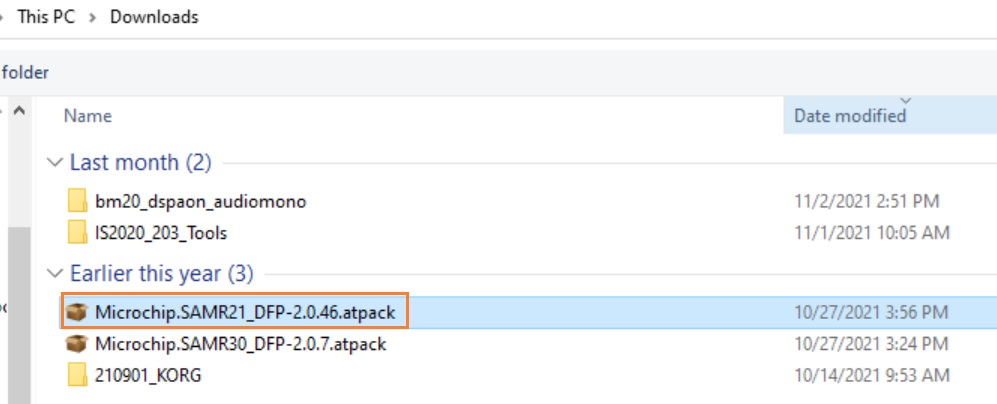 This PC > Downloads
folder
Name Date modified
Last month (2)
bm20_dspaon_audiomono 11/2/2021 2:51 PM
IS2020_203_Tools 11/1/2021 10:05 AM
Earlier this year (3)
Microchip.SAMR21_DFP-2.0.46.atpack 10/27/2021 3:56 PM
Microchip.SAMR30_DFP-2.0.7.atpack 10/27/2021 3:24 PM
210901_KORG 10/14/2021 9:53 AM